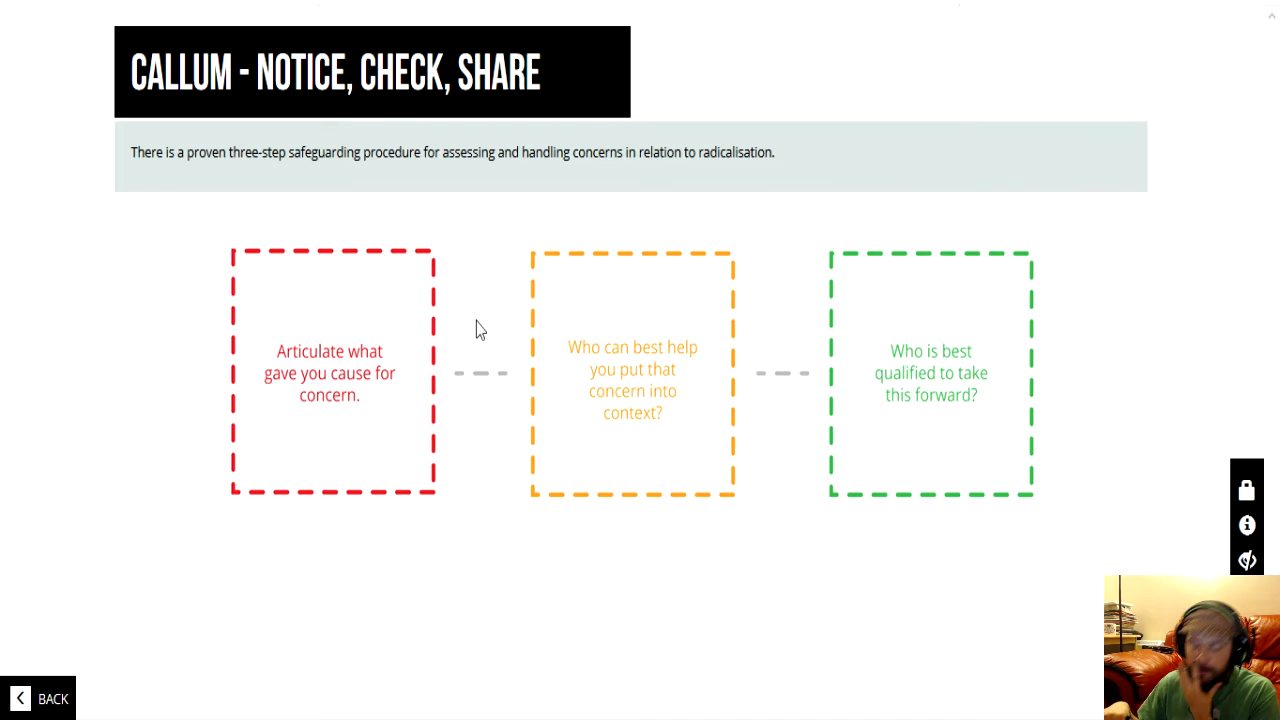 CALLUM - NOTICE, CHECK, SHARE
There is a proven three-step safeguarding procedure for assessing and handling concerns in relation to radicalisation.
Articulate what
gave you cause for
concern.
Who can best help
you put that
concern into
context?
Who is best
qualified to take
this forward?
BACK